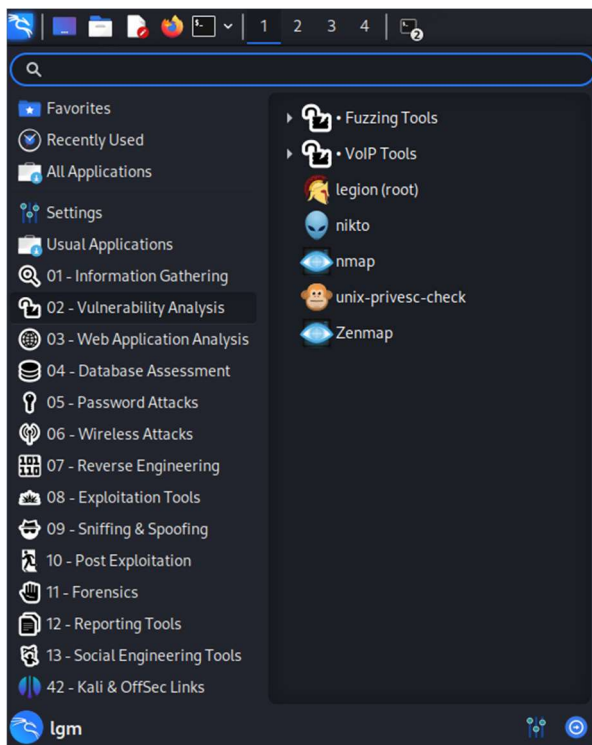 1 2 3 4
2
Favorites
Recently Used
All Applications
Settings
Usual Applications
01 - Information Gathering
02 - Vulnerability Analysis
03 - Web Application Analysis
04 - Database Assessment
05 - Password Attacks
06 - Wireless Attacks
07 - Reverse Engineering
08 - Exploitation Tools
09 - Sniffing & Spoofing
10 - Post Exploitation
11 - Forensics
12 - Reporting Tools
13 - Social Engineering Tools
42 - Kali & OffSec Links
• Fuzzing Tools
• VoIP Tools
legion (root)
nikto
nmap
unix-privesc-check
Zenmap
lgm